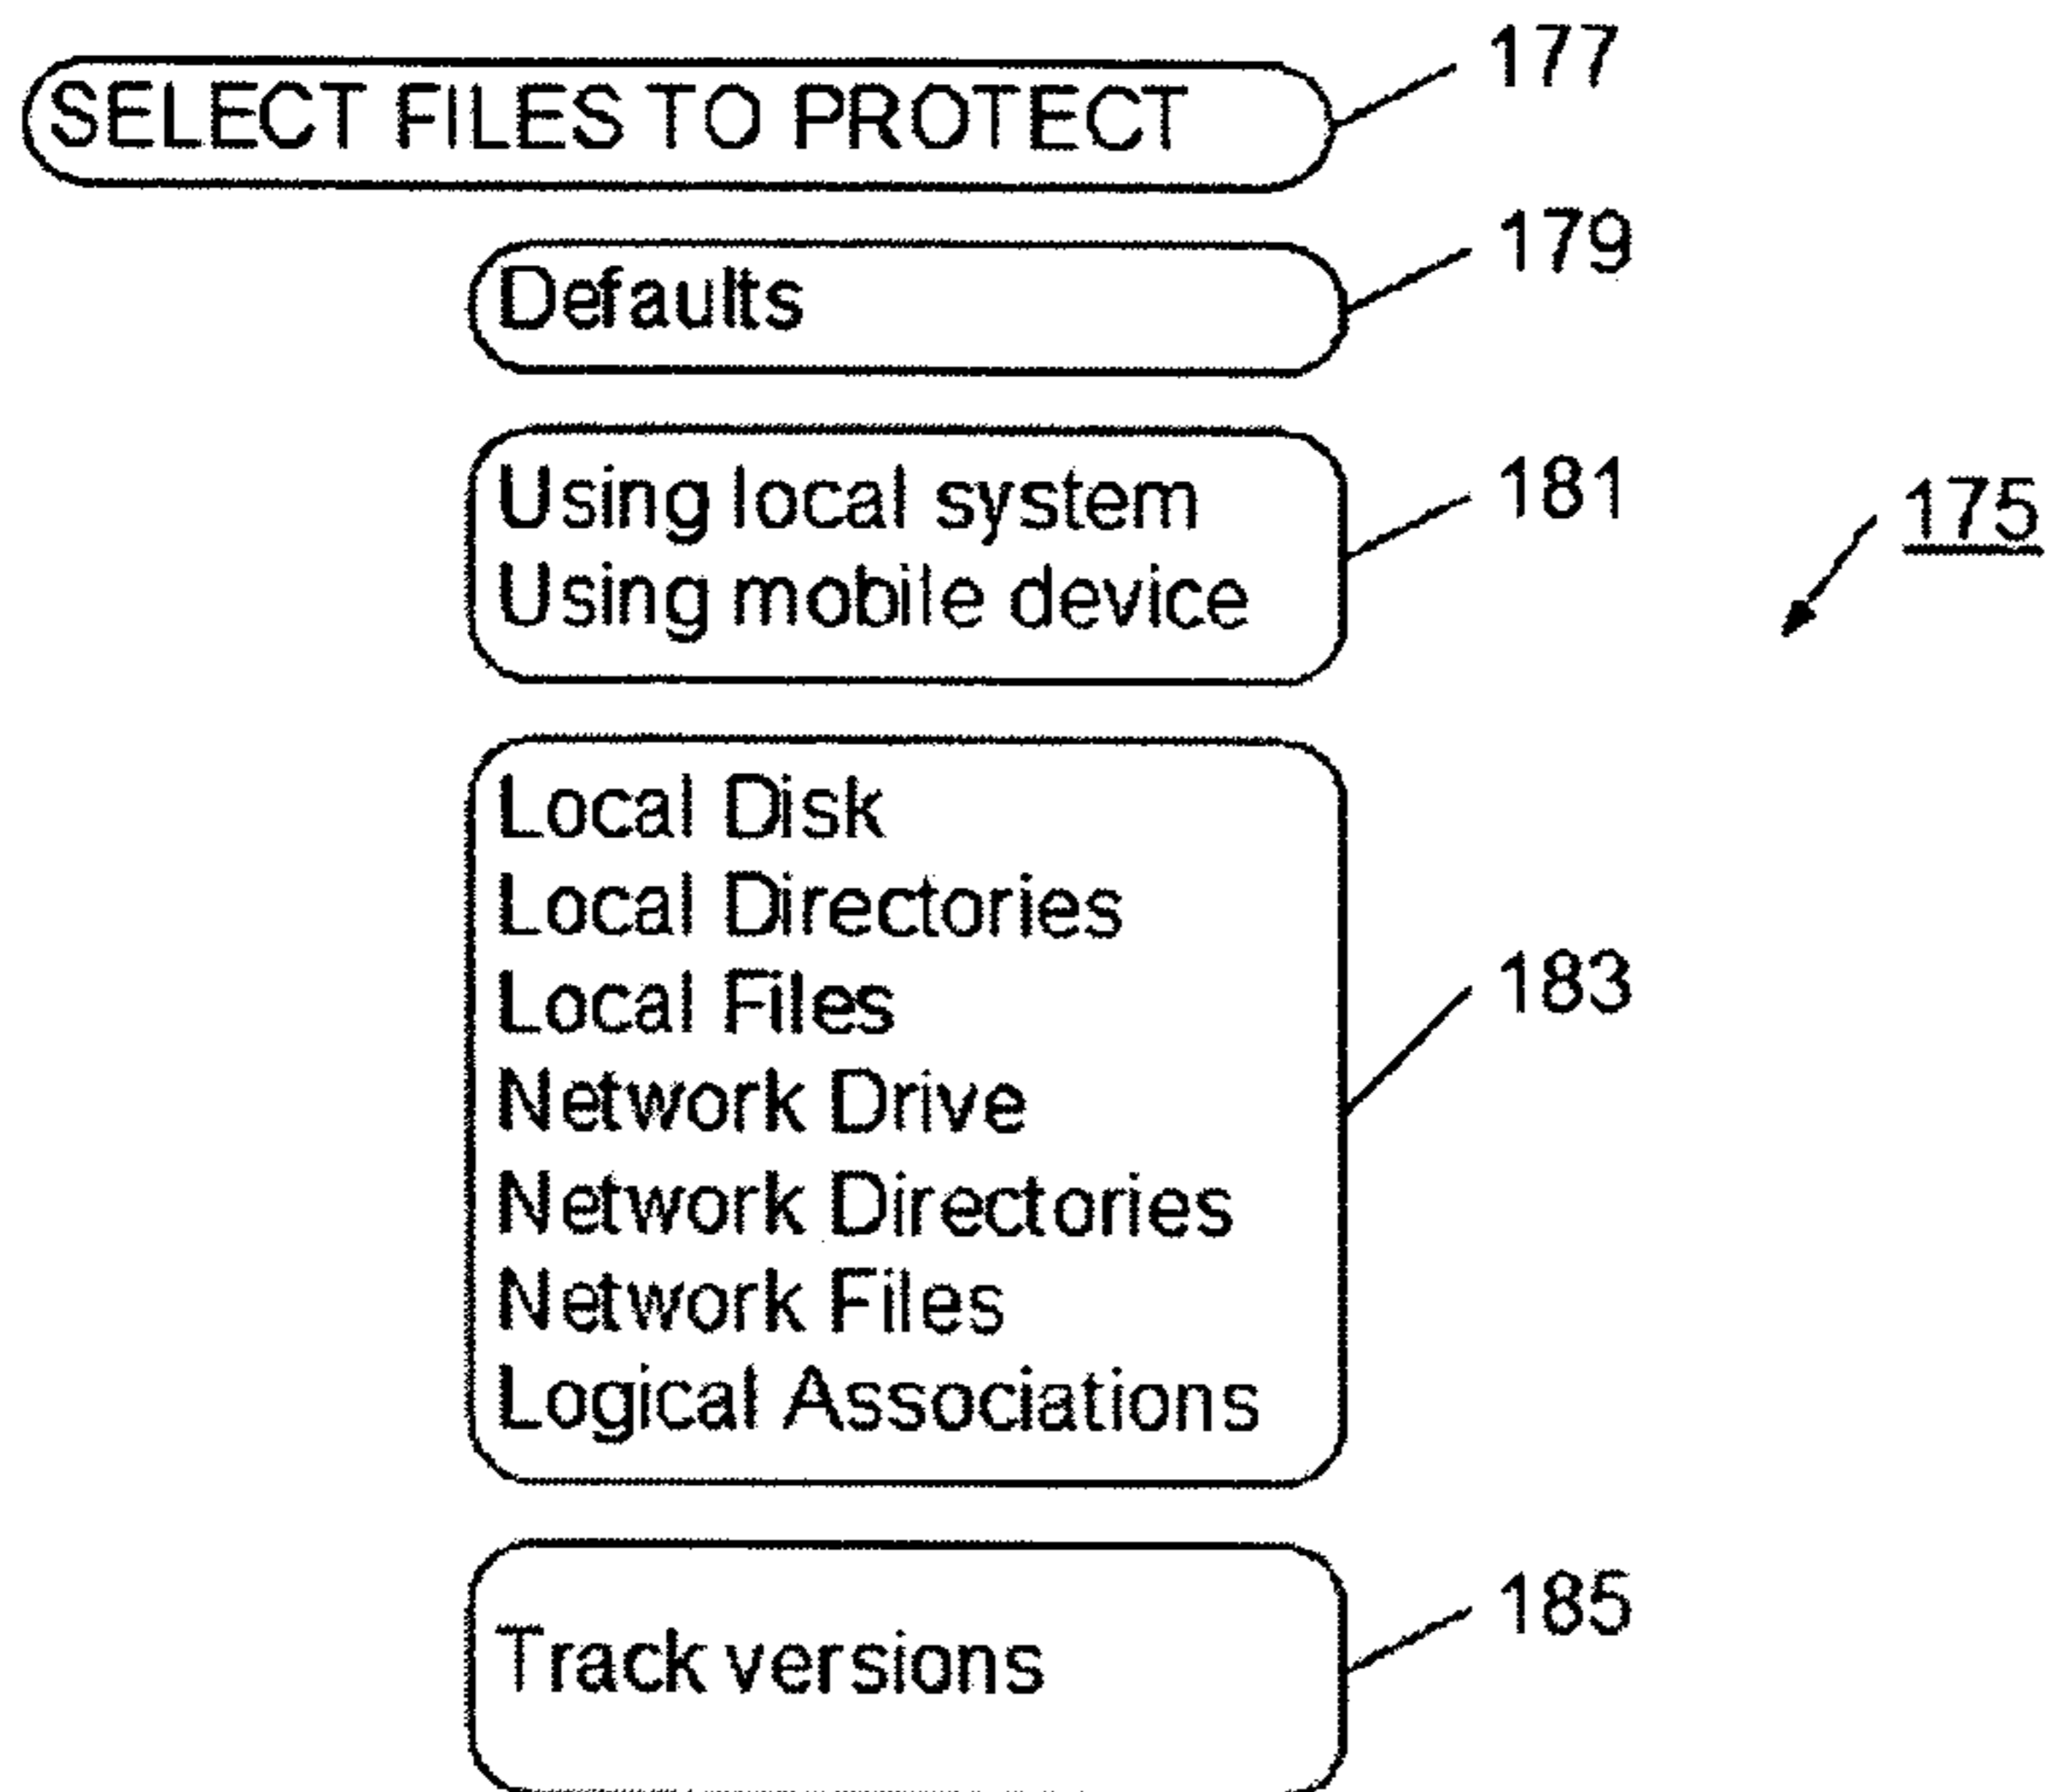 SELECT FILES TO PROTECT 177
Defaults 179
Using local system 181
Using mobile device
175
Local Disk
Local Directories
Local Files 183
Network Drive
Network Directories
Network Files
Logical Associations
Track versions 185